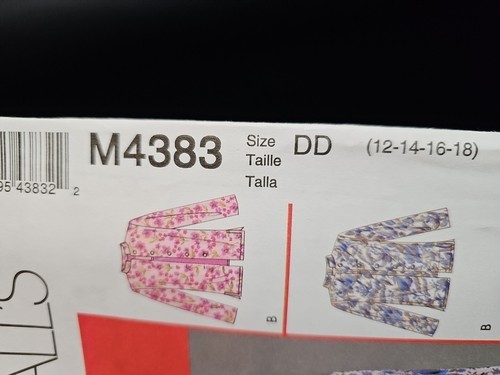 M4383 Size DD (12-14-16-18)
Taille
Talla
95 43832 2
B B